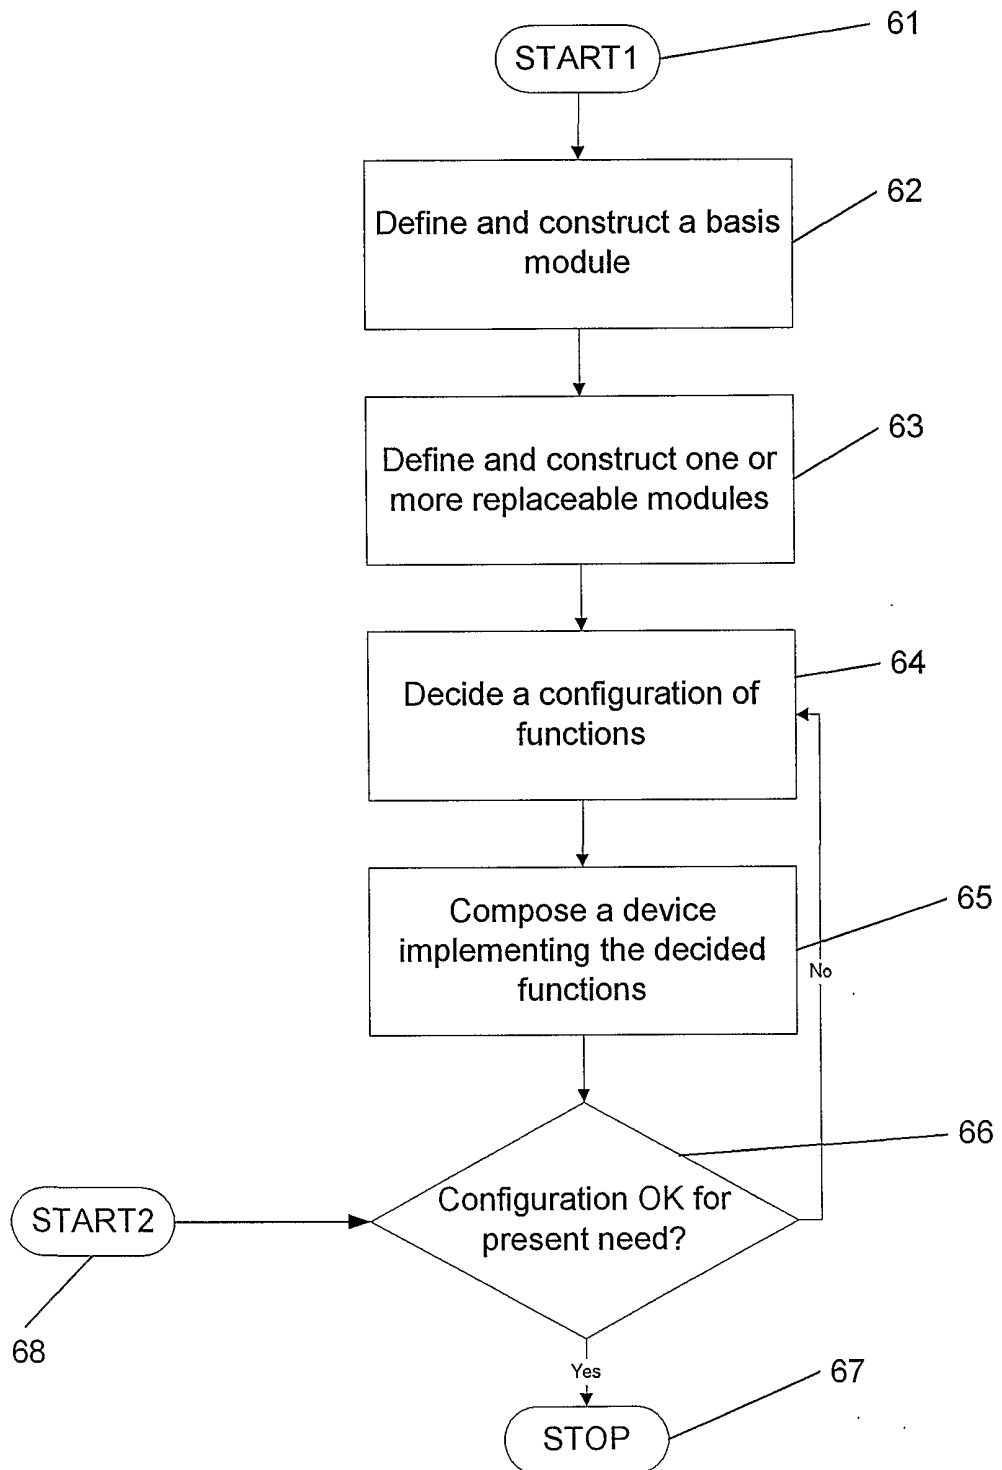 61
START1
62
Define and construct a basis
module
63
Define and construct one or
more replaceable modules
64
Decide a configuration of
functions
65
Compose a device
implementing the decided
functions
No
66
Configuration OK for
present need?
START2
68
Yes
67
STOP